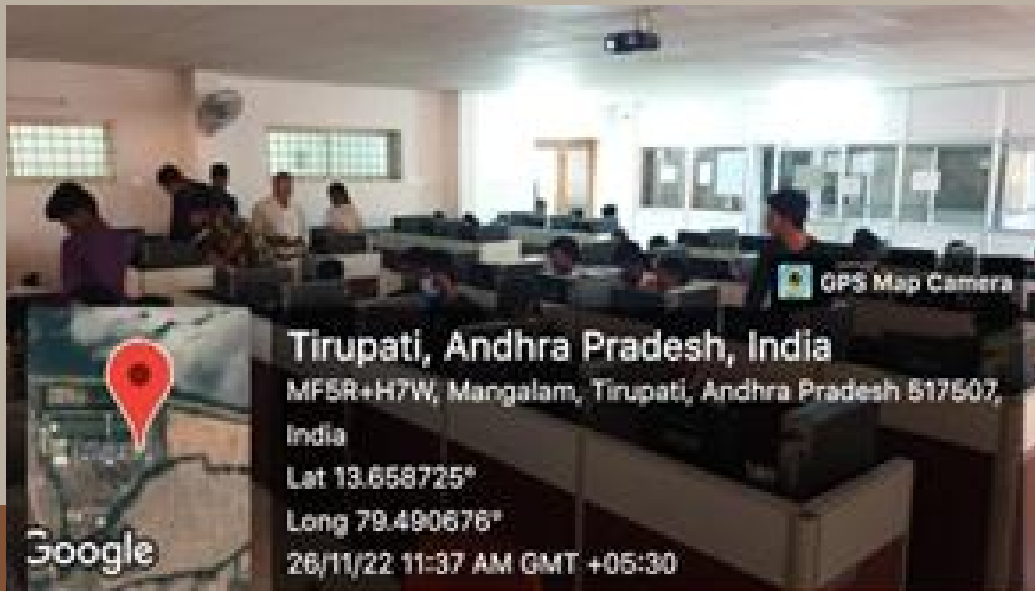 GPS Map Camera
Tirupati, Andhra Pradesh, India
MF5R+H7W, Mangalam, Tirupati, Andhra Pradesh 517507,
India
Lat 13.658725°
Long 79.490676°
26/11/22 11:37 AM GMT +05:30
Google